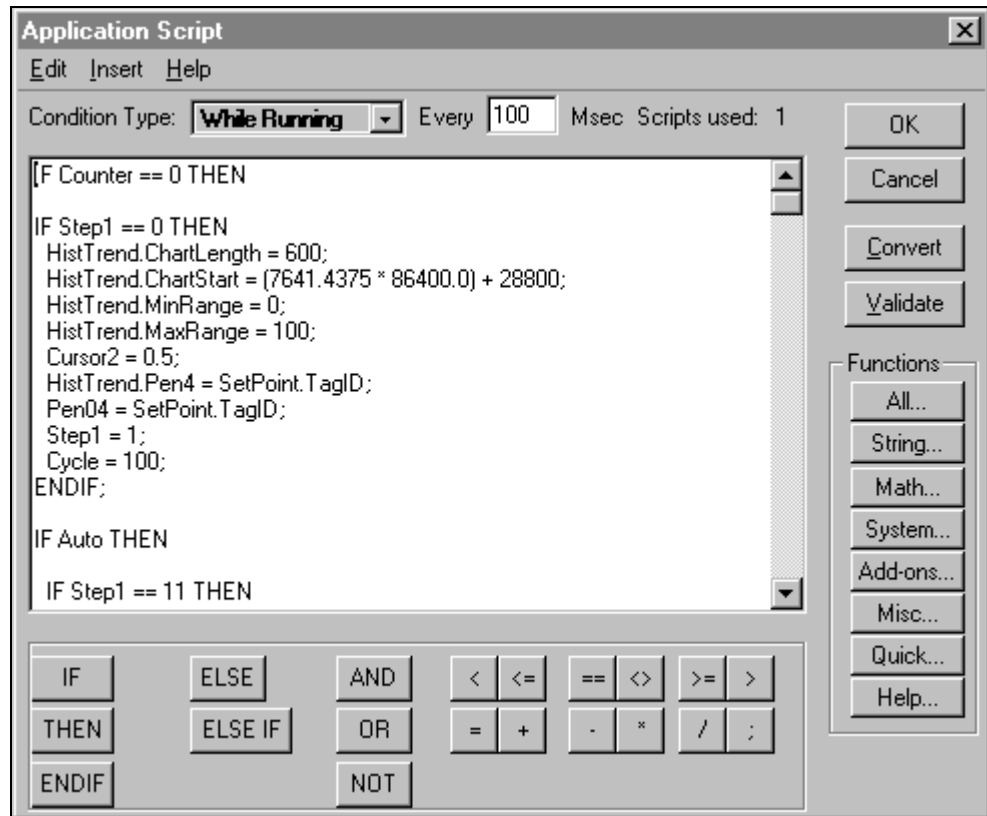 Application Script
Edit Insert Help
Condition Type: While Running Every 100 Msec Scripts used: 1
IF Counter == 0 THEN
IF Step1 == 0 THEN
HistTrend.ChartLength = 600;
HistTrend.ChartStart = (7641.4375 * 86400.0) + 28800;
HistTrend.MinRange = 0;
HistTrend.MaxRange = 100;
Cursor2 = 0.5;
HistTrend.Pen4 = SetPoint.TagID;
Pen04 = SetPoint.TagID;
Step1 = 1;
Cycle = 100;
ENDIF;
IF Auto THEN
IF Step1 == 11 THEN
OK
Cancel
Convert
Validate
Functions
All...
String...
Math...
System...
Add-ons...
Misc...
Quick...
Help...
IF ELSE AND < <= == <> >= >
THEN ELSE IF OR = + - * / ;
ENDIF NOT